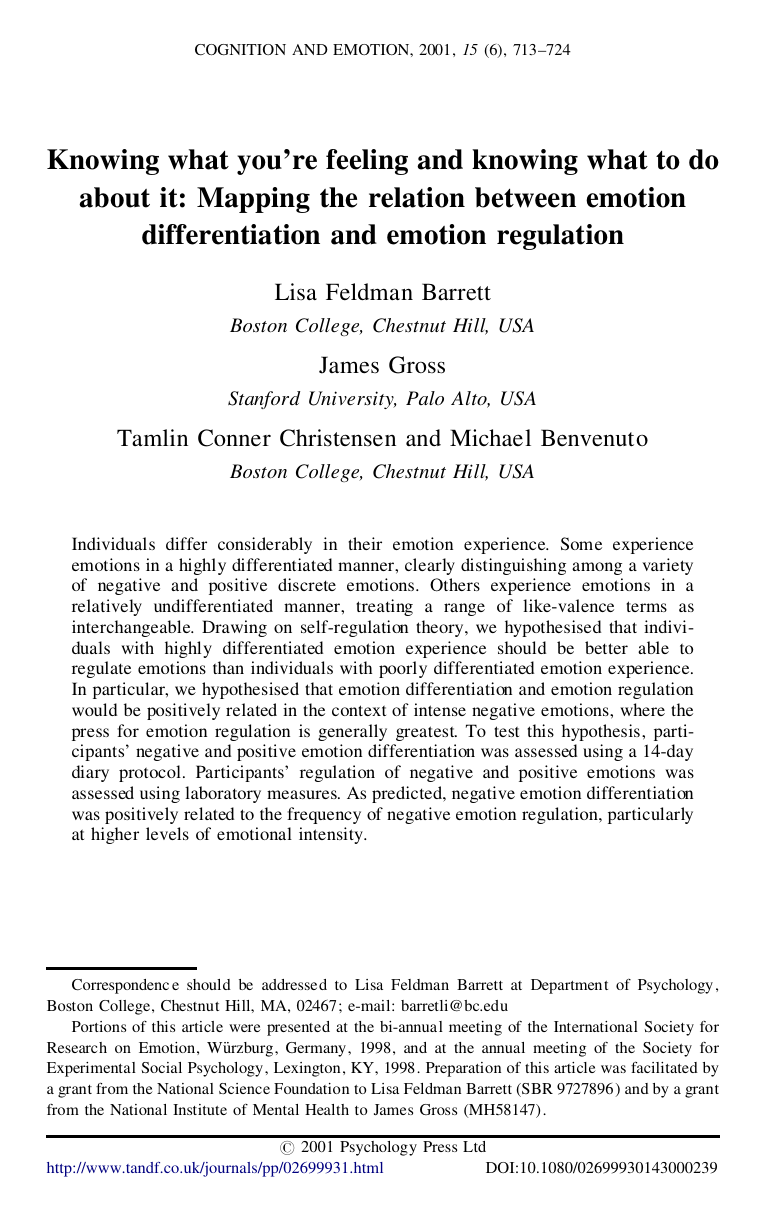 COGNITION AND EMOTION, 2001, 15 (6), 713–724
Knowing what you’re feeling and knowing what to do
about it: Mapping the relation between emotion
differentiation and emotion regulation
Lisa Feldman Barrett
Boston College, Chestnut Hill, USA
James Gross
Stanford University, Palo Alto, USA
Tamlin Conner Christensen and Michael Benvenuto
Boston College, Chestnut Hill, USA
Individuals differ considerably in their emotion experience. Some experience
emotions in a highly differentiated manner, clearly distinguishing among a variety
of negative and positive discrete emotions. Others experience emotions in a
relatively undifferentiated manner, treating a range of like-valence terms as
interchangeable. Drawing on self-regulation theory, we hypothesised that indivi-
duals with highly differentiated emotion experience should be better able to
regulate emotions than individuals with poorly differentiated emotion experience.
In particular, we hypothesised that emotion differentiation and emotion regulation
would be positively related in the context of intense negative emotions, where the
press for emotion regulation is generally greatest. To test this hypothesis, parti-
cipants’ negative and positive emotion differentiation was assessed using a 14-day
diary protocol. Participants’ regulation of negative and positive emotions was
assessed using laboratory measures. As predicted, negative emotion differentiation
was positively related to the frequency of negative emotion regulation, particularly
at higher levels of emotional intensity.
Correspondence should be addressed to Lisa Feldman Barrett at Department of Psychology,
Boston College, Chestnut Hill, MA, 02467; e-mail: barretli@bc.edu
Portions of this article were presented at the bi-annual meeting of the International Society for
Research on Emotion, Würzburg, Germany, 1998, and at the annual meeting of the Society for
Experimental Social Psychology, Lexington, KY, 1998. Preparation of this article was facilitated by
a grant from the National Science Foundation to Lisa Feldman Barrett (SBR 9727896) and by a grant
from the National Institute of Mental Health to James Gross (MH58147).
© 2001 Psychology Press Ltd
http://www.tandf.co.uk/journals/pp/02699931.html DOI:10.1080/02699930143000239